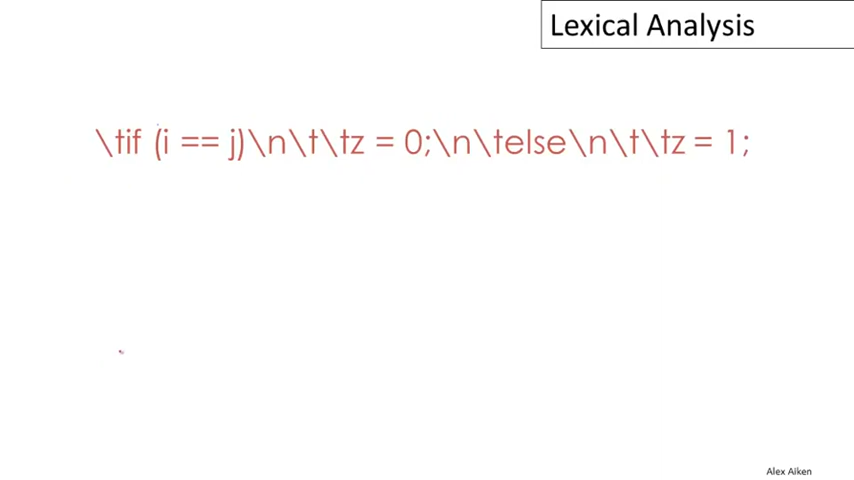 Lexical Analysis
\tif (i == j)\n\t\tz = 0;\n\telse\n\t\tz = 1;
Alex Aiken